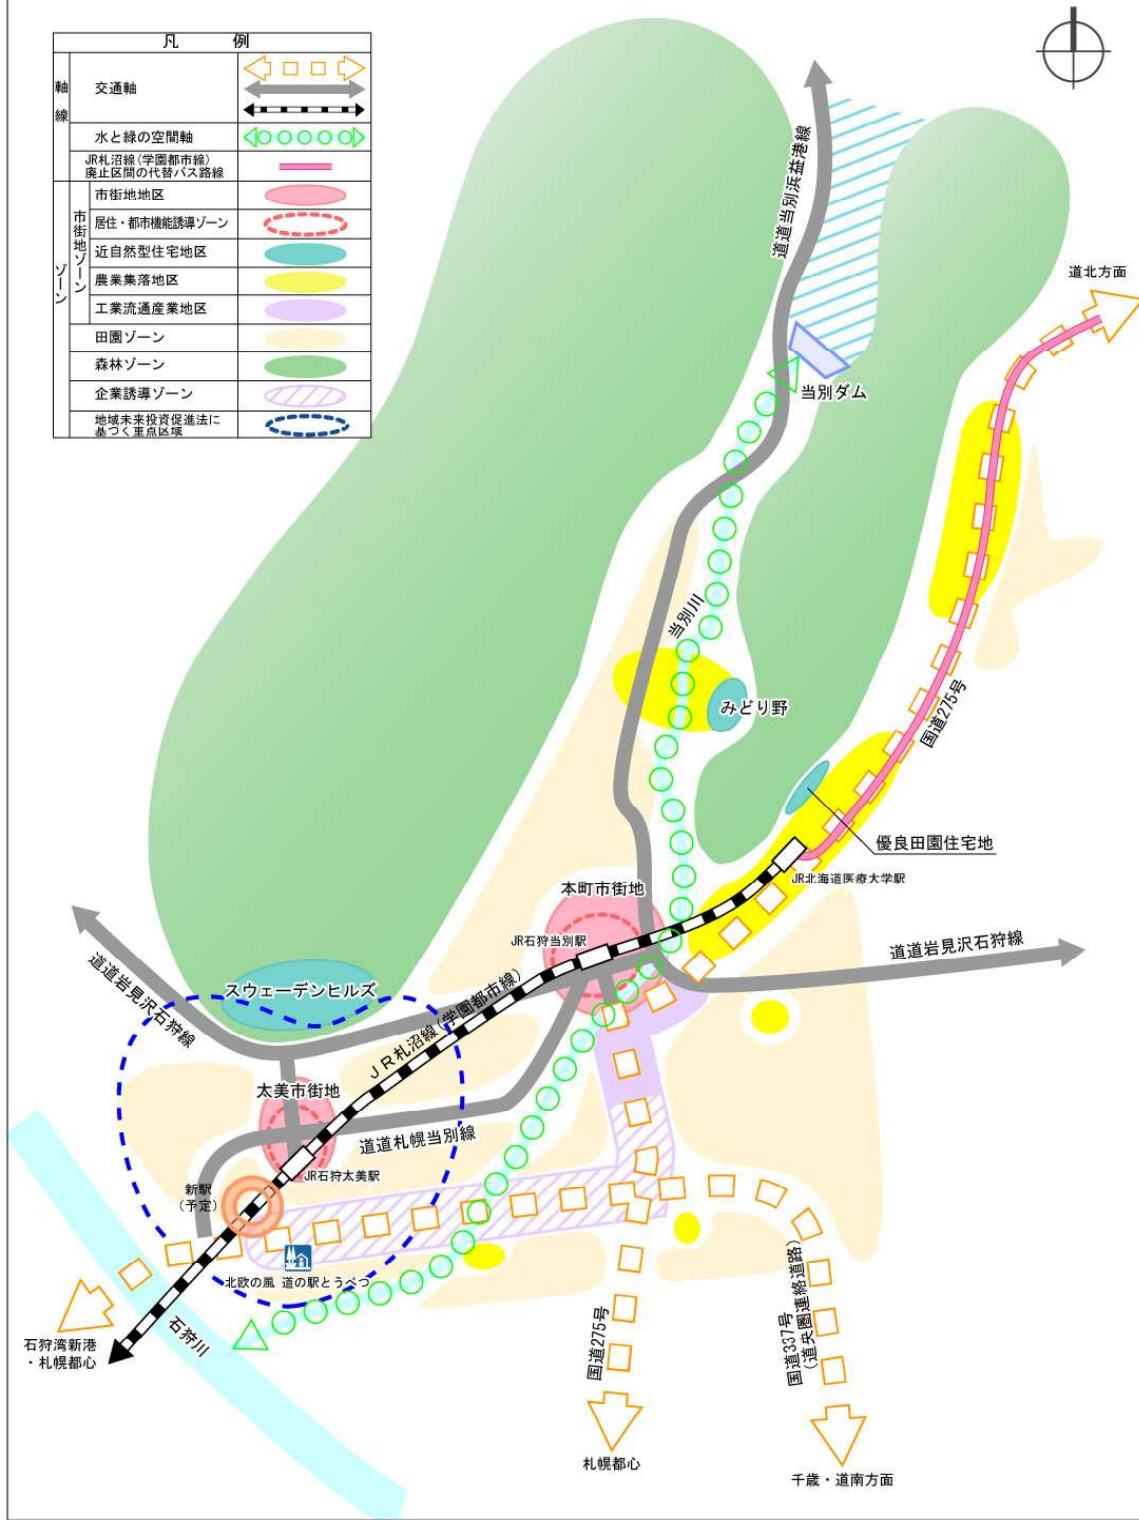 凡　例
軸線
交通軸
水と緑の空間軸
JR札沼線(学園都市線)
廃止区間の代替バス路線
ゾーン
市街地ゾーン
市街地地区
居住・都市機能誘導ゾーン
近自然型住宅地区
農業集落地区
工業流通産業地区
田園ゾーン
森林ゾーン
企業誘導ゾーン
地域未来投資促進法に
基づく重点区域
道道当別浜益港線
道北方面
当別ダム
当別川
みどり野
国道275号
優良田園住宅地
JR北海道医療大学駅
本町市街地
JR石狩当別駅
道道岩見沢石狩線
道道岩見沢石狩線
スウェーデンヒルズ
JR札沼線(学園都市線)
太美市街地
道道札幌当別線
JR石狩太美駅
新駅
(予定)
北欧の風 道の駅とうべつ
石狩川
石狩湾新港
・札幌都心
国道275号
国道337号
(道央圏連絡道路)
札幌都心
千歳・道南方面